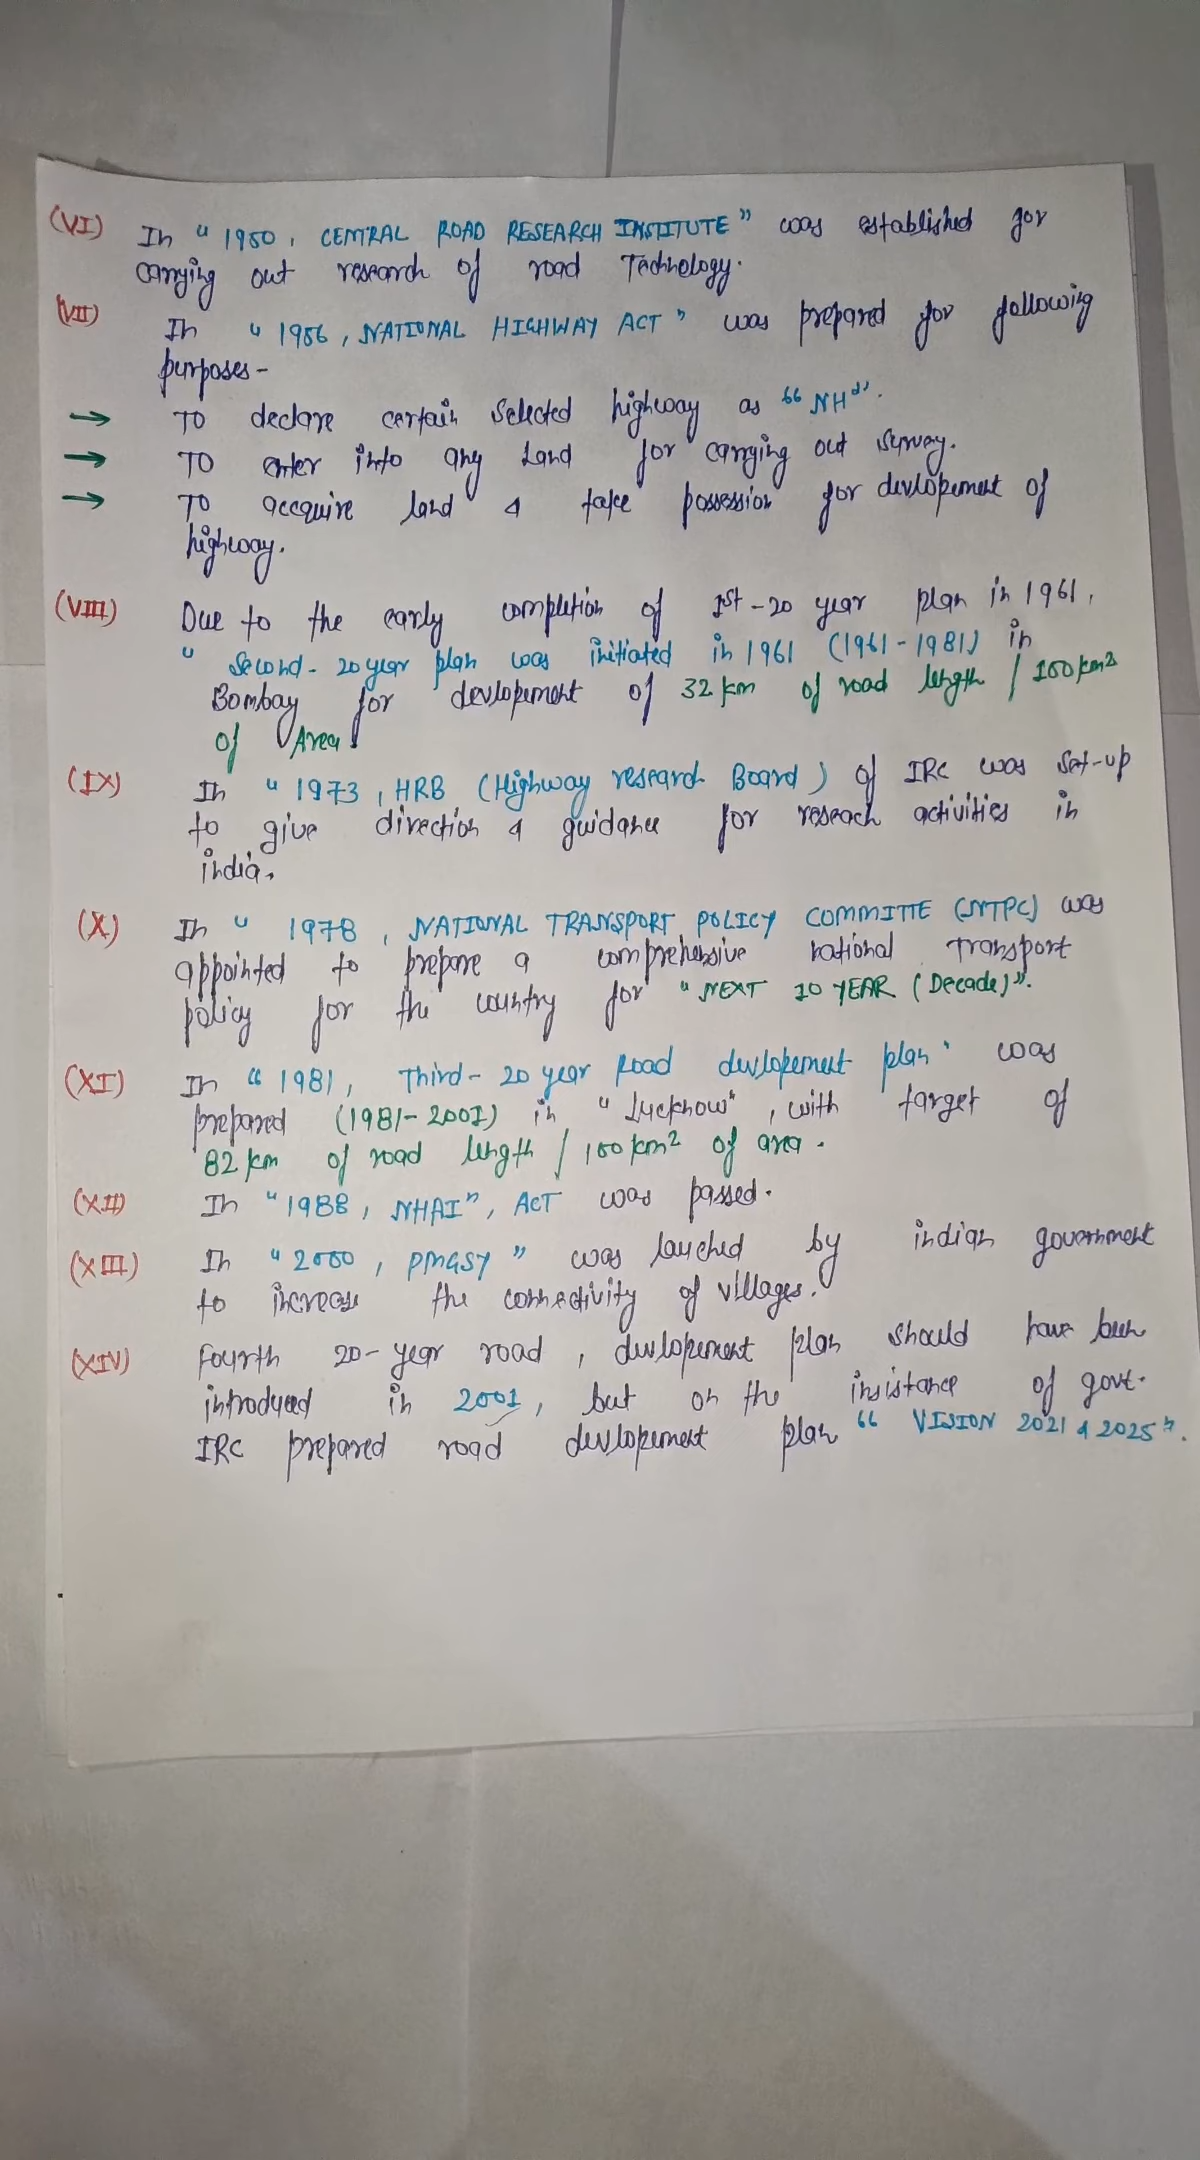 (VI) In " 1950, CENTRAL ROAD RESEARCH INSTITUTE" was established for
carrying out research of road Technology.
(VII) In " 1956, NATIONAL HIGHWAY ACT" was prepared for following
purposes-
→ To declare certain selected highway as "NH".
→ To enter into any Land for carrying out survay.
→ To accquire land & take possession for devlopement of
highway.
(VIII) Due to the early completion of Ist-20 year plan in 1961,
" Second-20 year plan was initiated in 1961 (1961-1981) in
Bombay for devlopement of 32 km of road length / 100 km²
of Area.
(IX) In " 1973, HRB (Highway research Board) of IRC was set-up
to give direction & guidance for reseach activities in
india.
(X) In " 1978, NATIONAL TRANSPORT POLICY COMMITTE (NTPC) was
appointed to prepare a comprehensive national Transport
policy for the country for "NEXT 10 YEAR (Decade)".
(XI) In "1981, Third-20 year Road devlopement plan" was
prepared (1981-2001) in "Lucknow", with target of
82 km of road length / 100 km² of area.
(XII) In "1988, NHAI", ACT was passed.
(XIII) In "2000, PMGSY" was lauched by indian government
to increase the connectivity of villages.
(XIV) Fourth 20-year road, devlopement plan should have been
introduced in 2001, but on the insistance of govt.
IRC prepared road devlopement plan "VISION 2021 & 2025".